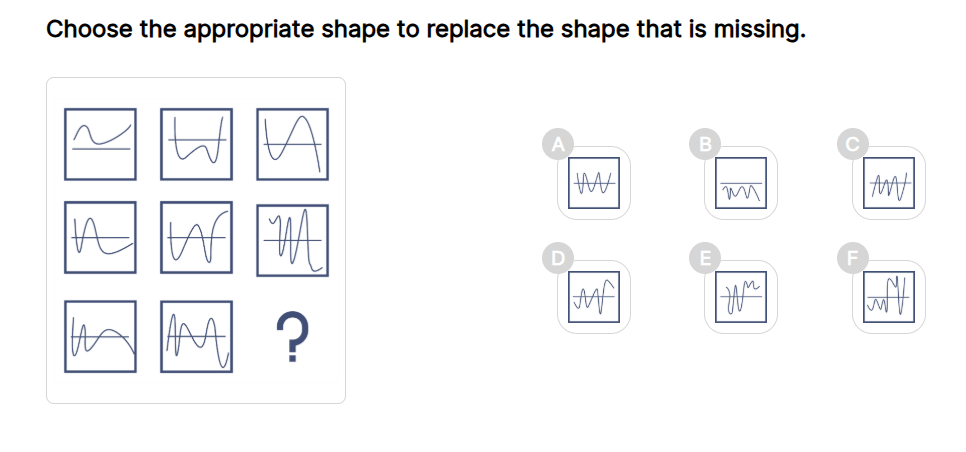 Choose the appropriate shape to replace the shape that is missing.
A
B
C
?
D
E
F